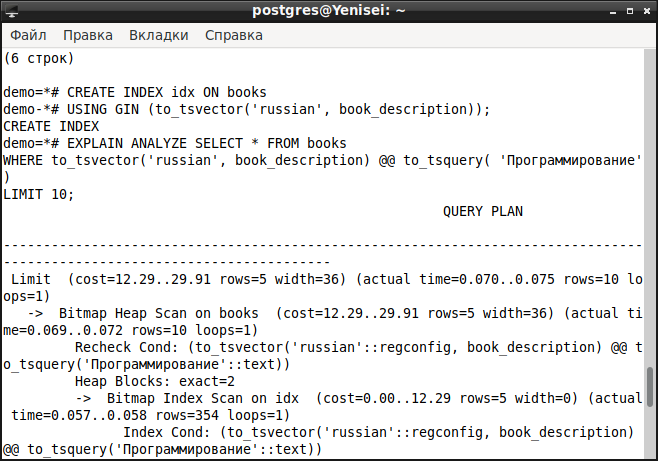 postgres@Yenisei: ~
Файл Правка Вкладки Справка
(6 строк)
demo=*# CREATE INDEX idx ON books
demo-*# USING GIN (to_tsvector('russian', book_description));
CREATE INDEX
demo=*# EXPLAIN ANALYZE SELECT * FROM books
WHERE to_tsvector('russian', book_description) @@ to_tsquery( 'Программирование'
)
LIMIT 10;
QUERY PLAN
--------------------------------------------------------------------------------
-----------------------------------------
Limit  (cost=12.29..29.91 rows=5 width=36) (actual time=0.070..0.075 rows=10 lo
ops=1)
->  Bitmap Heap Scan on books  (cost=12.29..29.91 rows=5 width=36) (actual ti
me=0.069..0.072 rows=10 loops=1)
Recheck Cond: (to_tsvector('russian'::regconfig, book_description) @@ t
o_tsquery('Программирование'::text))
Heap Blocks: exact=2
->  Bitmap Index Scan on idx  (cost=0.00..12.29 rows=5 width=0) (actual
time=0.057..0.058 rows=354 loops=1)
Index Cond: (to_tsvector('russian'::regconfig, book_description)
@@ to_tsquery('Программирование'::text))